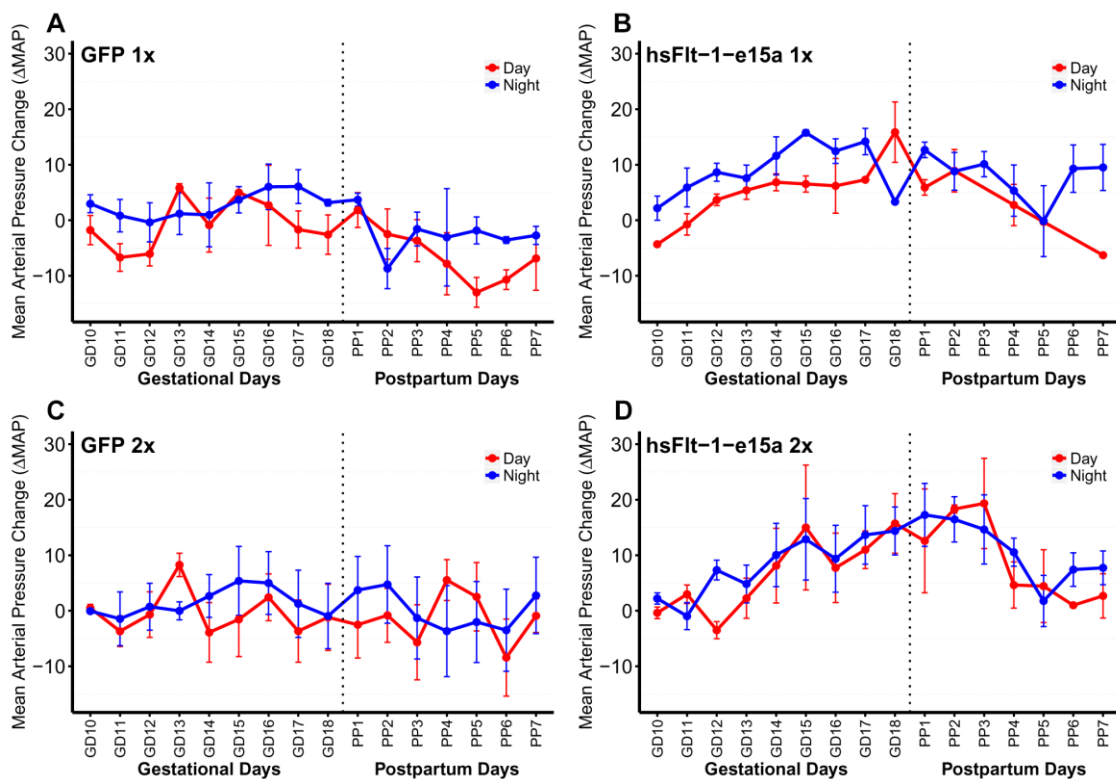 A
GFP 1x
Mean Arterial Pressure Change (ΔMAP)
30
20
10
0
−10
Day
Night
GD10
GD11
GD12
GD13
GD14
GD15
GD16
GD17
GD18
PP1
PP2
PP3
PP4
PP5
PP6
PP7
Gestational Days
Postpartum Days
B
hsFlt−1−e15a 1x
Mean Arterial Pressure Change (ΔMAP)
30
20
10
0
−10
Day
Night
GD10
GD11
GD12
GD13
GD14
GD15
GD16
GD17
GD18
PP1
PP2
PP3
PP4
PP5
PP6
PP7
Gestational Days
Postpartum Days
C
GFP 2x
Mean Arterial Pressure Change (ΔMAP)
30
20
10
0
−10
Day
Night
GD10
GD11
GD12
GD13
GD14
GD15
GD16
GD17
GD18
PP1
PP2
PP3
PP4
PP5
PP6
PP7
Gestational Days
Postpartum Days
D
hsFlt−1−e15a 2x
Mean Arterial Pressure Change (ΔMAP)
30
20
10
0
−10
Day
Night
GD10
GD11
GD12
GD13
GD14
GD15
GD16
GD17
GD18
PP1
PP2
PP3
PP4
PP5
PP6
PP7
Gestational Days
Postpartum Days